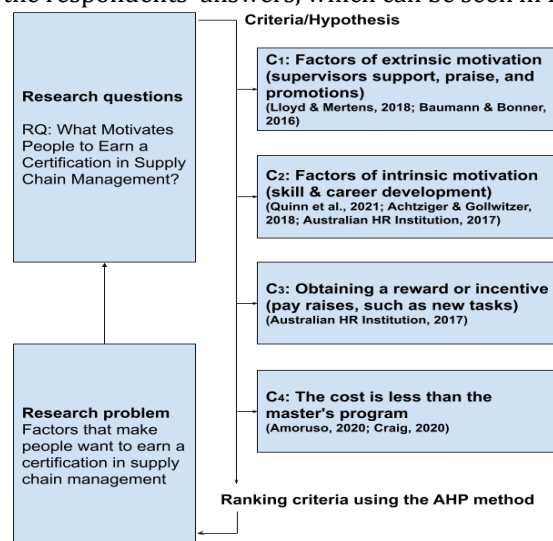 the respondents' answers, which can be seen in
Criteria/Hypothesis
Research questions
RQ: What Motivates
People to Earn a
Certification in Supply
Chain Management?
C1: Factors of extrinsic motivation
(supervisors support, praise, and
promotions)
(Lloyd & Mertens, 2018; Baumann & Bonner,
2016)
C2: Factors of intrinsic motivation
(skill & career development)
(Quinn et al., 2021; Achtziger & Gollwitzer,
2018; Australian HR Institution, 2017)
C3: Obtaining a reward or incentive
(pay raises, such as new tasks)
(Australian HR Institution, 2017)
C4: The cost is less than the
master's program
(Amoruso, 2020; Craig, 2020)
Research problem
Factors that make
people want to earn a
certification in supply
chain management
Ranking criteria using the AHP method